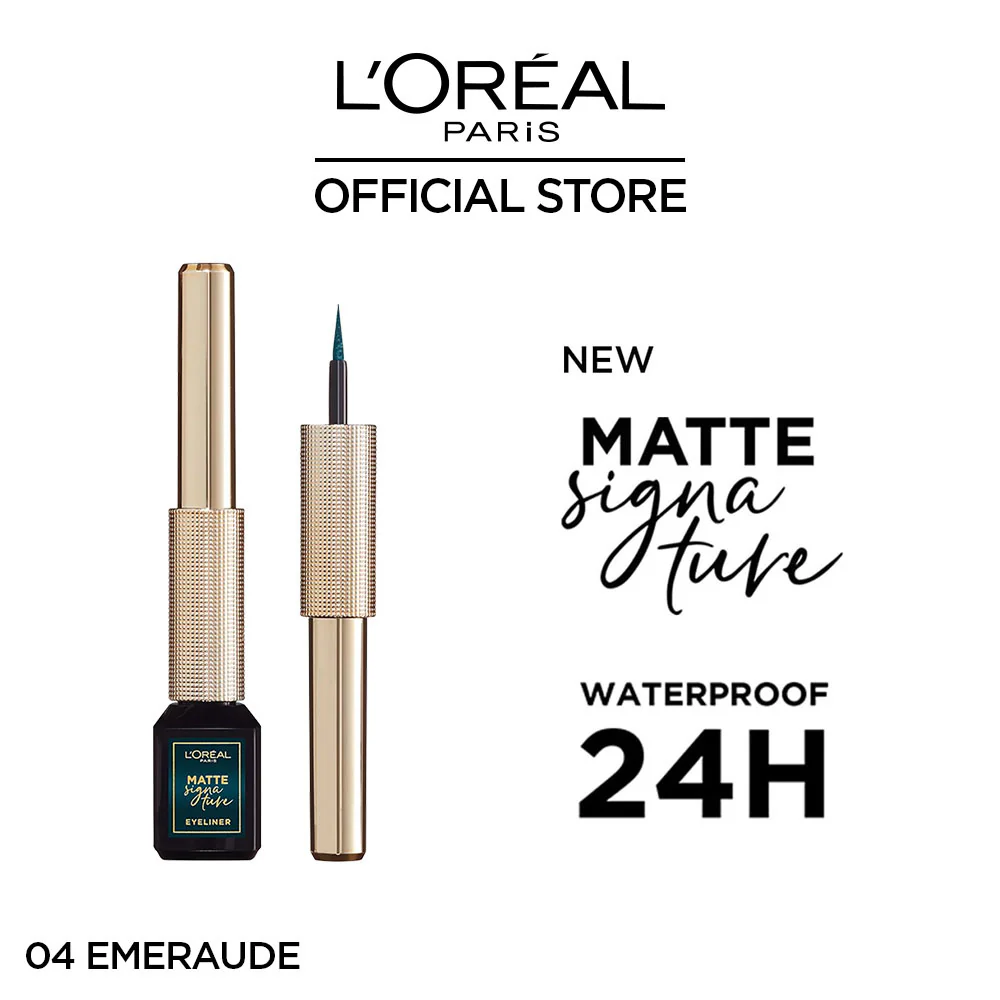 L'ORÉAL
PARiS
OFFICIAL STORE
NEW
MATTE
signa
ture
WATERPROOF
24H
L'ORÉAL
PARIS
MATTE
signa
ture
EYELINER
04 EMERAUDE